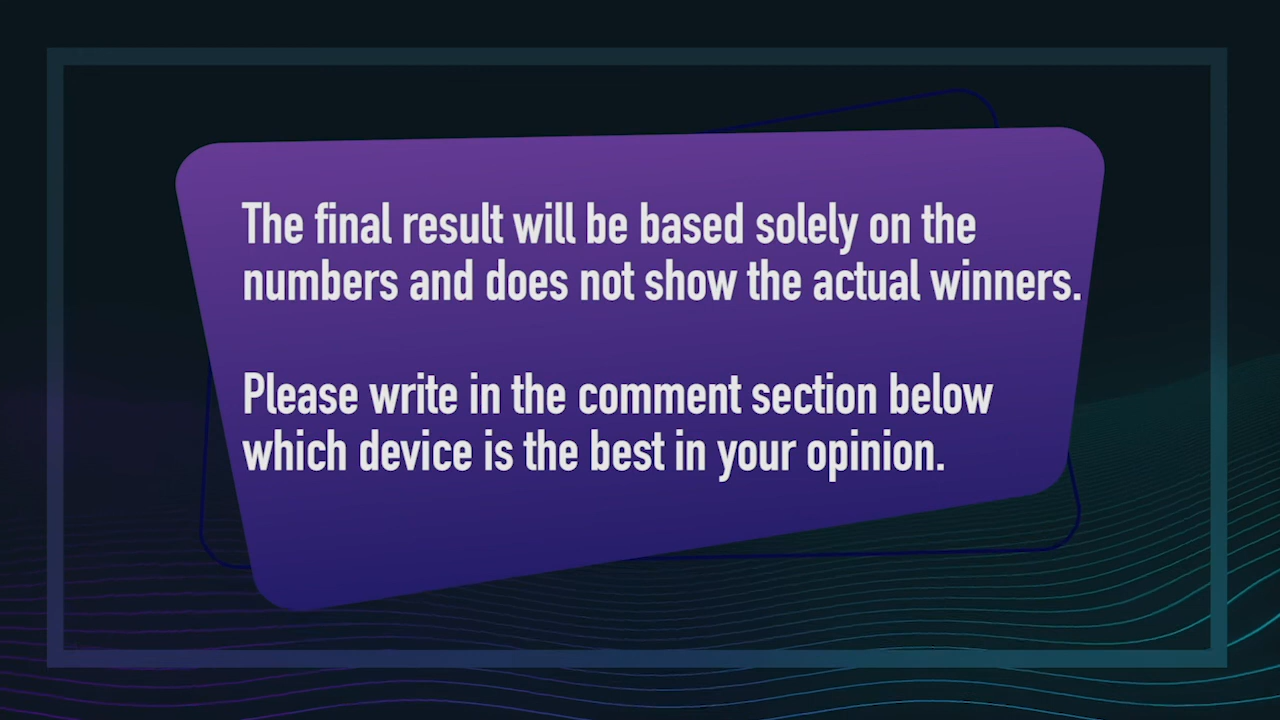 The final result will be based solely on the
numbers and does not show the actual winners.
Please write in the comment section below
which device is the best in your opinion.